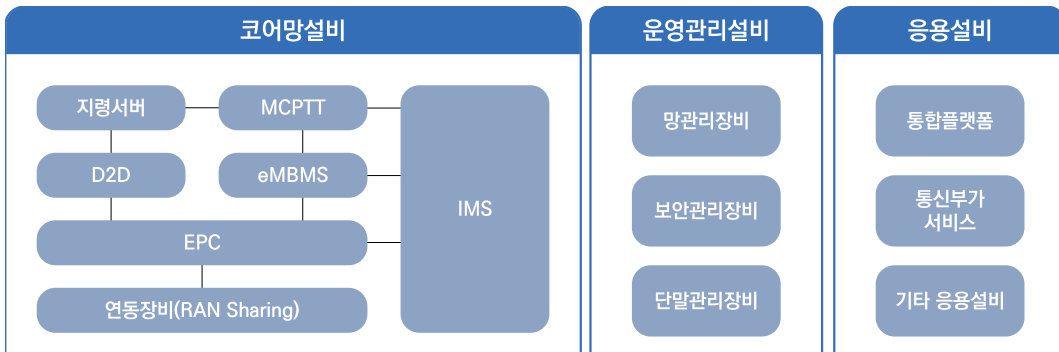 코어망설비
지령서버
MCPTT
D2D
eMBMS
IMS
EPC
연동장비(RAN Sharing)
운영관리설비
망관리장비
보안관리장비
단말관리장비
응용설비
통합플랫폼
통신부가
서비스
기타 응용설비